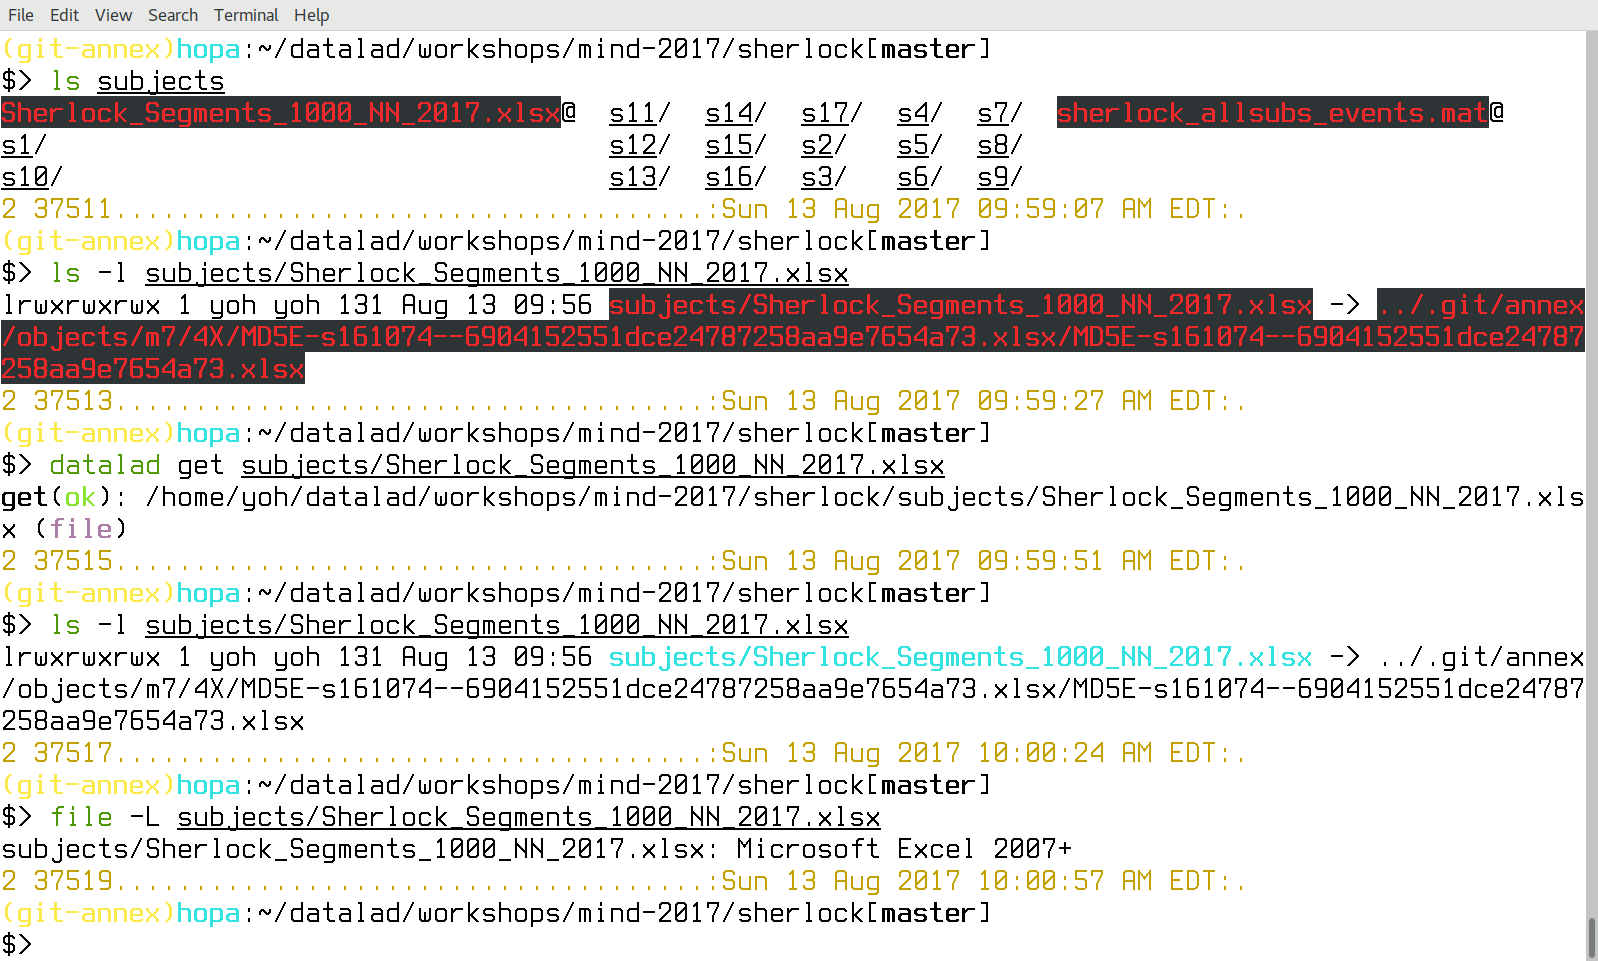 File Edit View Search Terminal Help
(git-annex)hopa:~/datalad/workshops/mind-2017/sherlock[master]
$> ls subjects
Sherlock_Segments_1000_NN_2017.xlsx@ s11/ s14/ s17/ s4/ s7/ sherlock_allsubs_events.mat@
s1/ s12/ s15/ s2/ s5/ s8/
s10/ s13/ s16/ s3/ s6/ s9/
2 37511.....................................:Sun 13 Aug 2017 09:59:07 AM EDT:.
(git-annex)hopa:~/datalad/workshops/mind-2017/sherlock[master]
$> ls -l subjects/Sherlock_Segments_1000_NN_2017.xlsx
lrwxrwxrwx 1 yoh yoh 131 Aug 13 09:56 subjects/Sherlock_Segments_1000_NN_2017.xlsx -> ../.git/annex
/objects/m7/4X/MD5E-s161074--6904152551dce24787258aa9e7654a73.xlsx/MD5E-s161074--6904152551dce24787
258aa9e7654a73.xlsx
2 37513.....................................:Sun 13 Aug 2017 09:59:27 AM EDT:.
(git-annex)hopa:~/datalad/workshops/mind-2017/sherlock[master]
$> datalad get subjects/Sherlock_Segments_1000_NN_2017.xlsx
get(ok): /home/yoh/datalad/workshops/mind-2017/sherlock/subjects/Sherlock_Segments_1000_NN_2017.xls
x (file)
2 37515.....................................:Sun 13 Aug 2017 09:59:51 AM EDT:.
(git-annex)hopa:~/datalad/workshops/mind-2017/sherlock[master]
$> ls -l subjects/Sherlock_Segments_1000_NN_2017.xlsx
lrwxrwxrwx 1 yoh yoh 131 Aug 13 09:56 subjects/Sherlock_Segments_1000_NN_2017.xlsx -> ../.git/annex
/objects/m7/4X/MD5E-s161074--6904152551dce24787258aa9e7654a73.xlsx/MD5E-s161074--6904152551dce24787
258aa9e7654a73.xlsx
2 37517.....................................:Sun 13 Aug 2017 10:00:24 AM EDT:.
(git-annex)hopa:~/datalad/workshops/mind-2017/sherlock[master]
$> file -L subjects/Sherlock_Segments_1000_NN_2017.xlsx
subjects/Sherlock_Segments_1000_NN_2017.xlsx: Microsoft Excel 2007+
2 37519.....................................:Sun 13 Aug 2017 10:00:57 AM EDT:.
(git-annex)hopa:~/datalad/workshops/mind-2017/sherlock[master]
$>